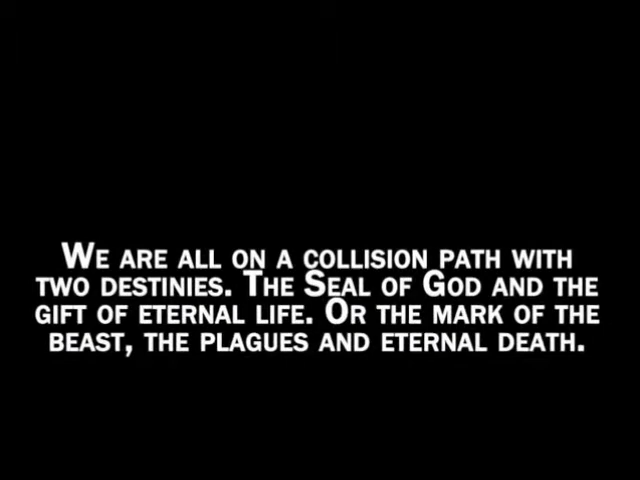 We are all on a collision path with
two destinies. The Seal of God and the
gift of eternal life. Or the mark of the
beast, the plagues and eternal death.